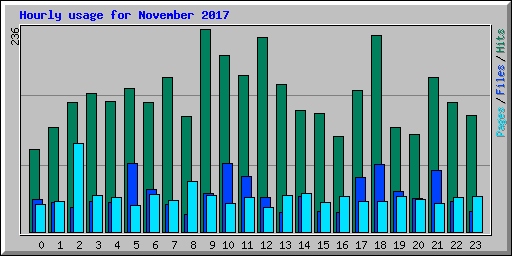 Hourly usage for November 2017
236
Pages/Files/Hits
0 1 2 3 4 5 6 7 8 9 10 11 12 13 14 15 16 17 18 19 20 21 22 23